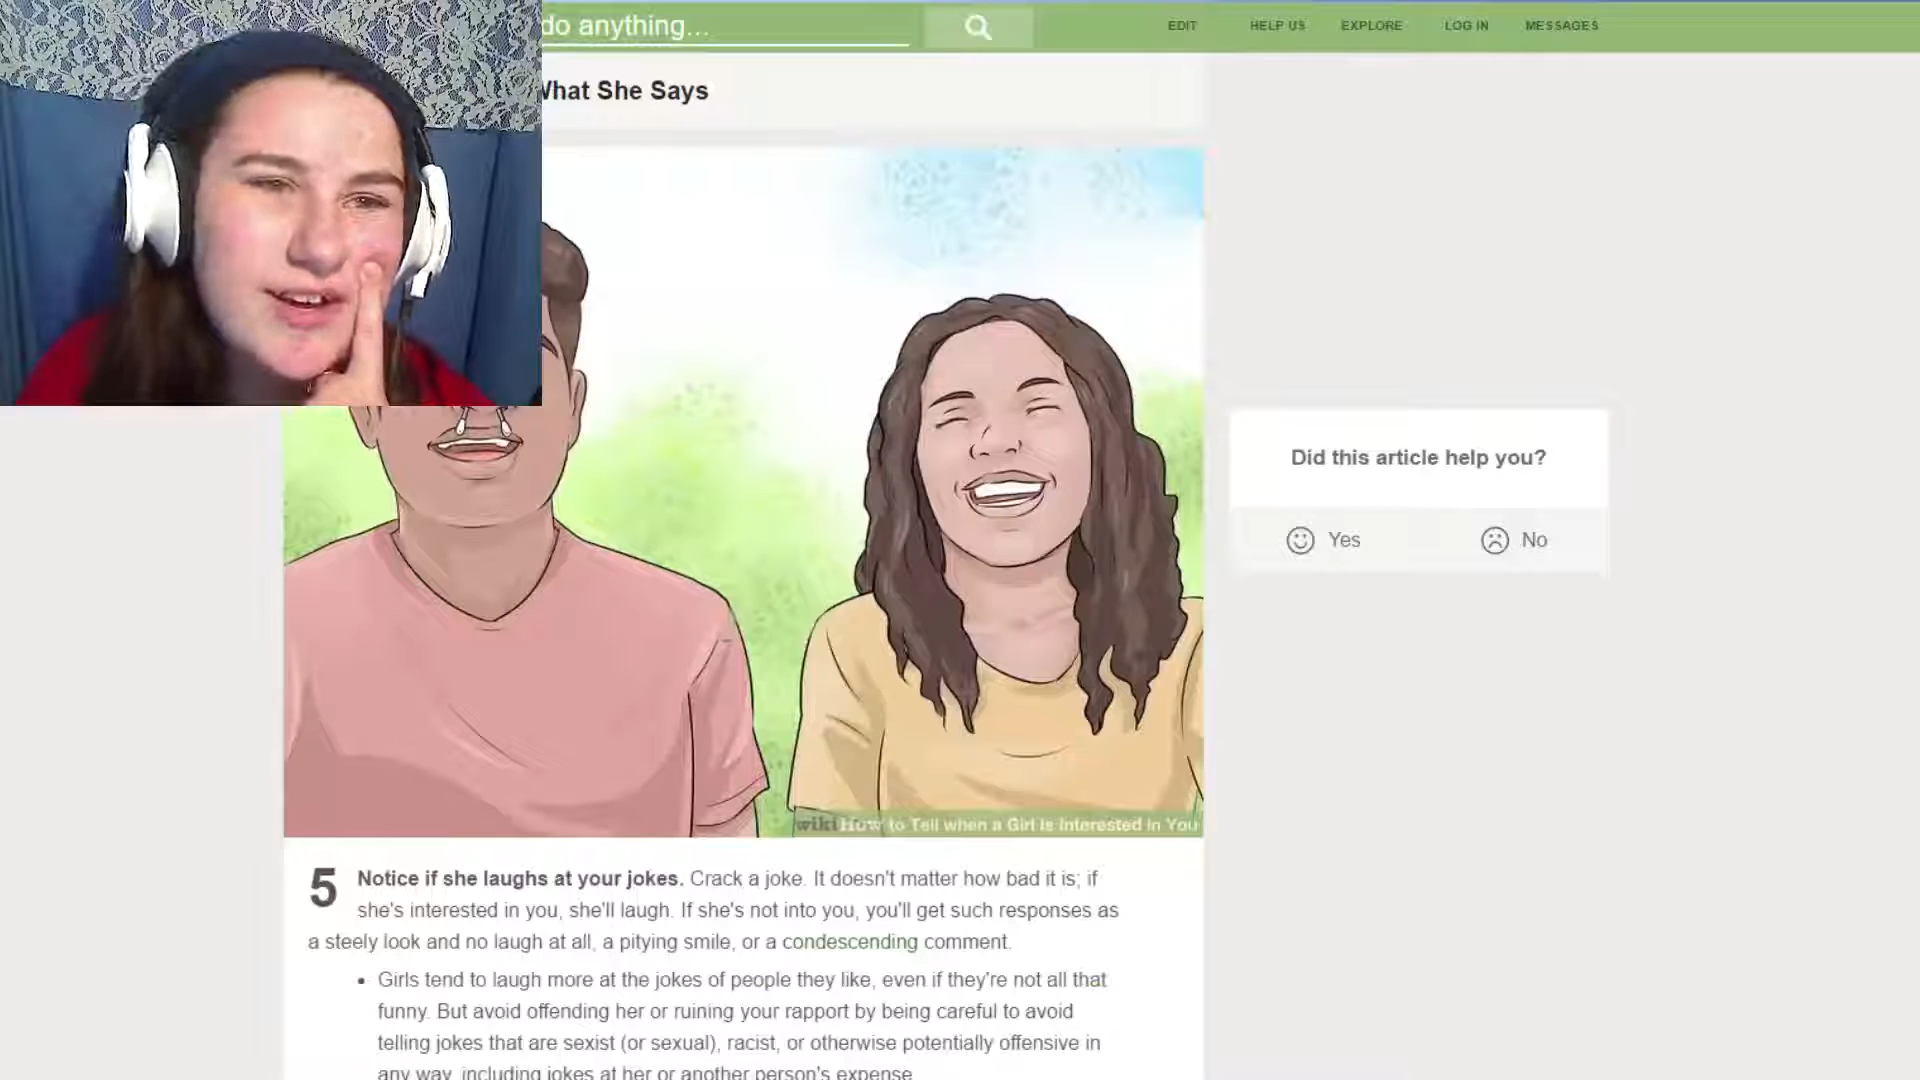 do anything...
EDIT HELP US EXPLORE LOG IN MESSAGES
What She Says
Did this article help you?
Yes No
wikiHow to Tell when a Girl Is Interested in You
5 Notice if she laughs at your jokes. Crack a joke. It doesn't matter how bad it is; if
she's interested in you, she'll laugh. If she's not into you, you'll get such responses as
a steely look and no laugh at all, a pitying smile, or a condescending comment.
• Girls tend to laugh more at the jokes of people they like, even if they're not all that
funny. But avoid offending her or ruining your rapport by being careful to avoid
telling jokes that are sexist (or sexual), racist, or otherwise potentially offensive in
any way, including jokes at her or another person's expense